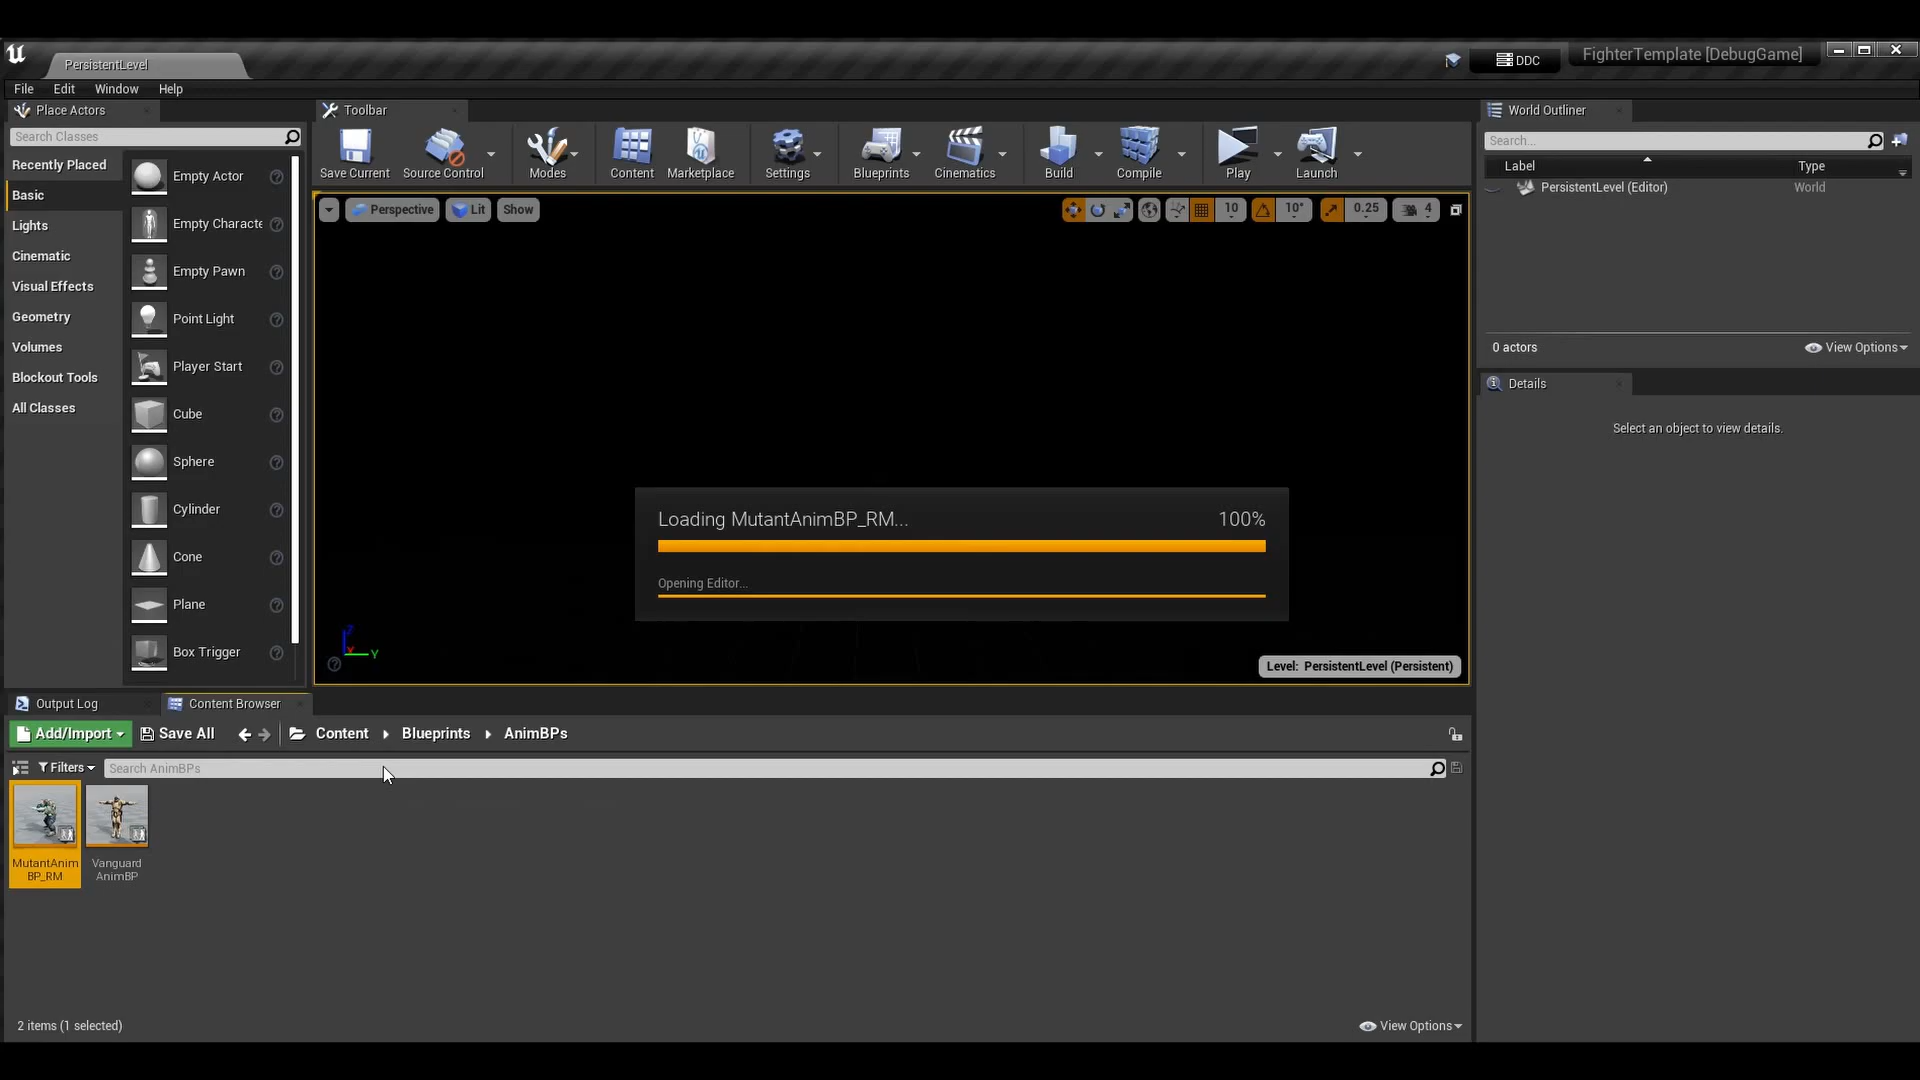 PersistentLevel
DDC
FighterTemplate [DebugGame]
File Edit Window Help
Place Actors
Search Classes
Recently Placed
Basic
Lights
Cinematic
Visual Effects
Geometry
Volumes
Blockout Tools
All Classes
Empty Actor
Empty Characte
Empty Pawn
Point Light
Player Start
Cube
Sphere
Cylinder
Cone
Plane
Box Trigger
Toolbar
Save Current
Source Control
Modes
Content
Marketplace
Settings
Blueprints
Cinematics
Build
Compile
Play
Launch
Perspective
Lit
Show
10
10°
0.25
4
Loading MutantAnimBP_RM... 100%
Opening Editor...
Z
Y
Level: PersistentLevel (Persistent)
World Outliner
Search...
Label Type
PersistentLevel (Editor) World
0 actors View Options
Details
Select an object to view details.
Output Log
Content Browser
Add/Import
Save All
Content
Blueprints
AnimBPs
Filters
Search AnimBPs
MutantAnim
BP_RM
Vanguard
AnimBP
2 items (1 selected)
View Options